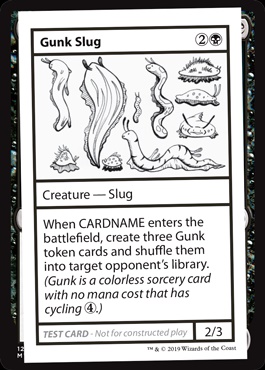 Gunk Slug 2
Creature — Slug
When CARDNAME enters the
battlefield, create three Gunk
token cards and shuffle them
into target opponent's library.
(Gunk is a colorless sorcery card
with no mana cost that has
cycling 4.)
TEST CARD - Not for constructed play
2/3
™ & © 2019 Wizards of the Coast
12
M